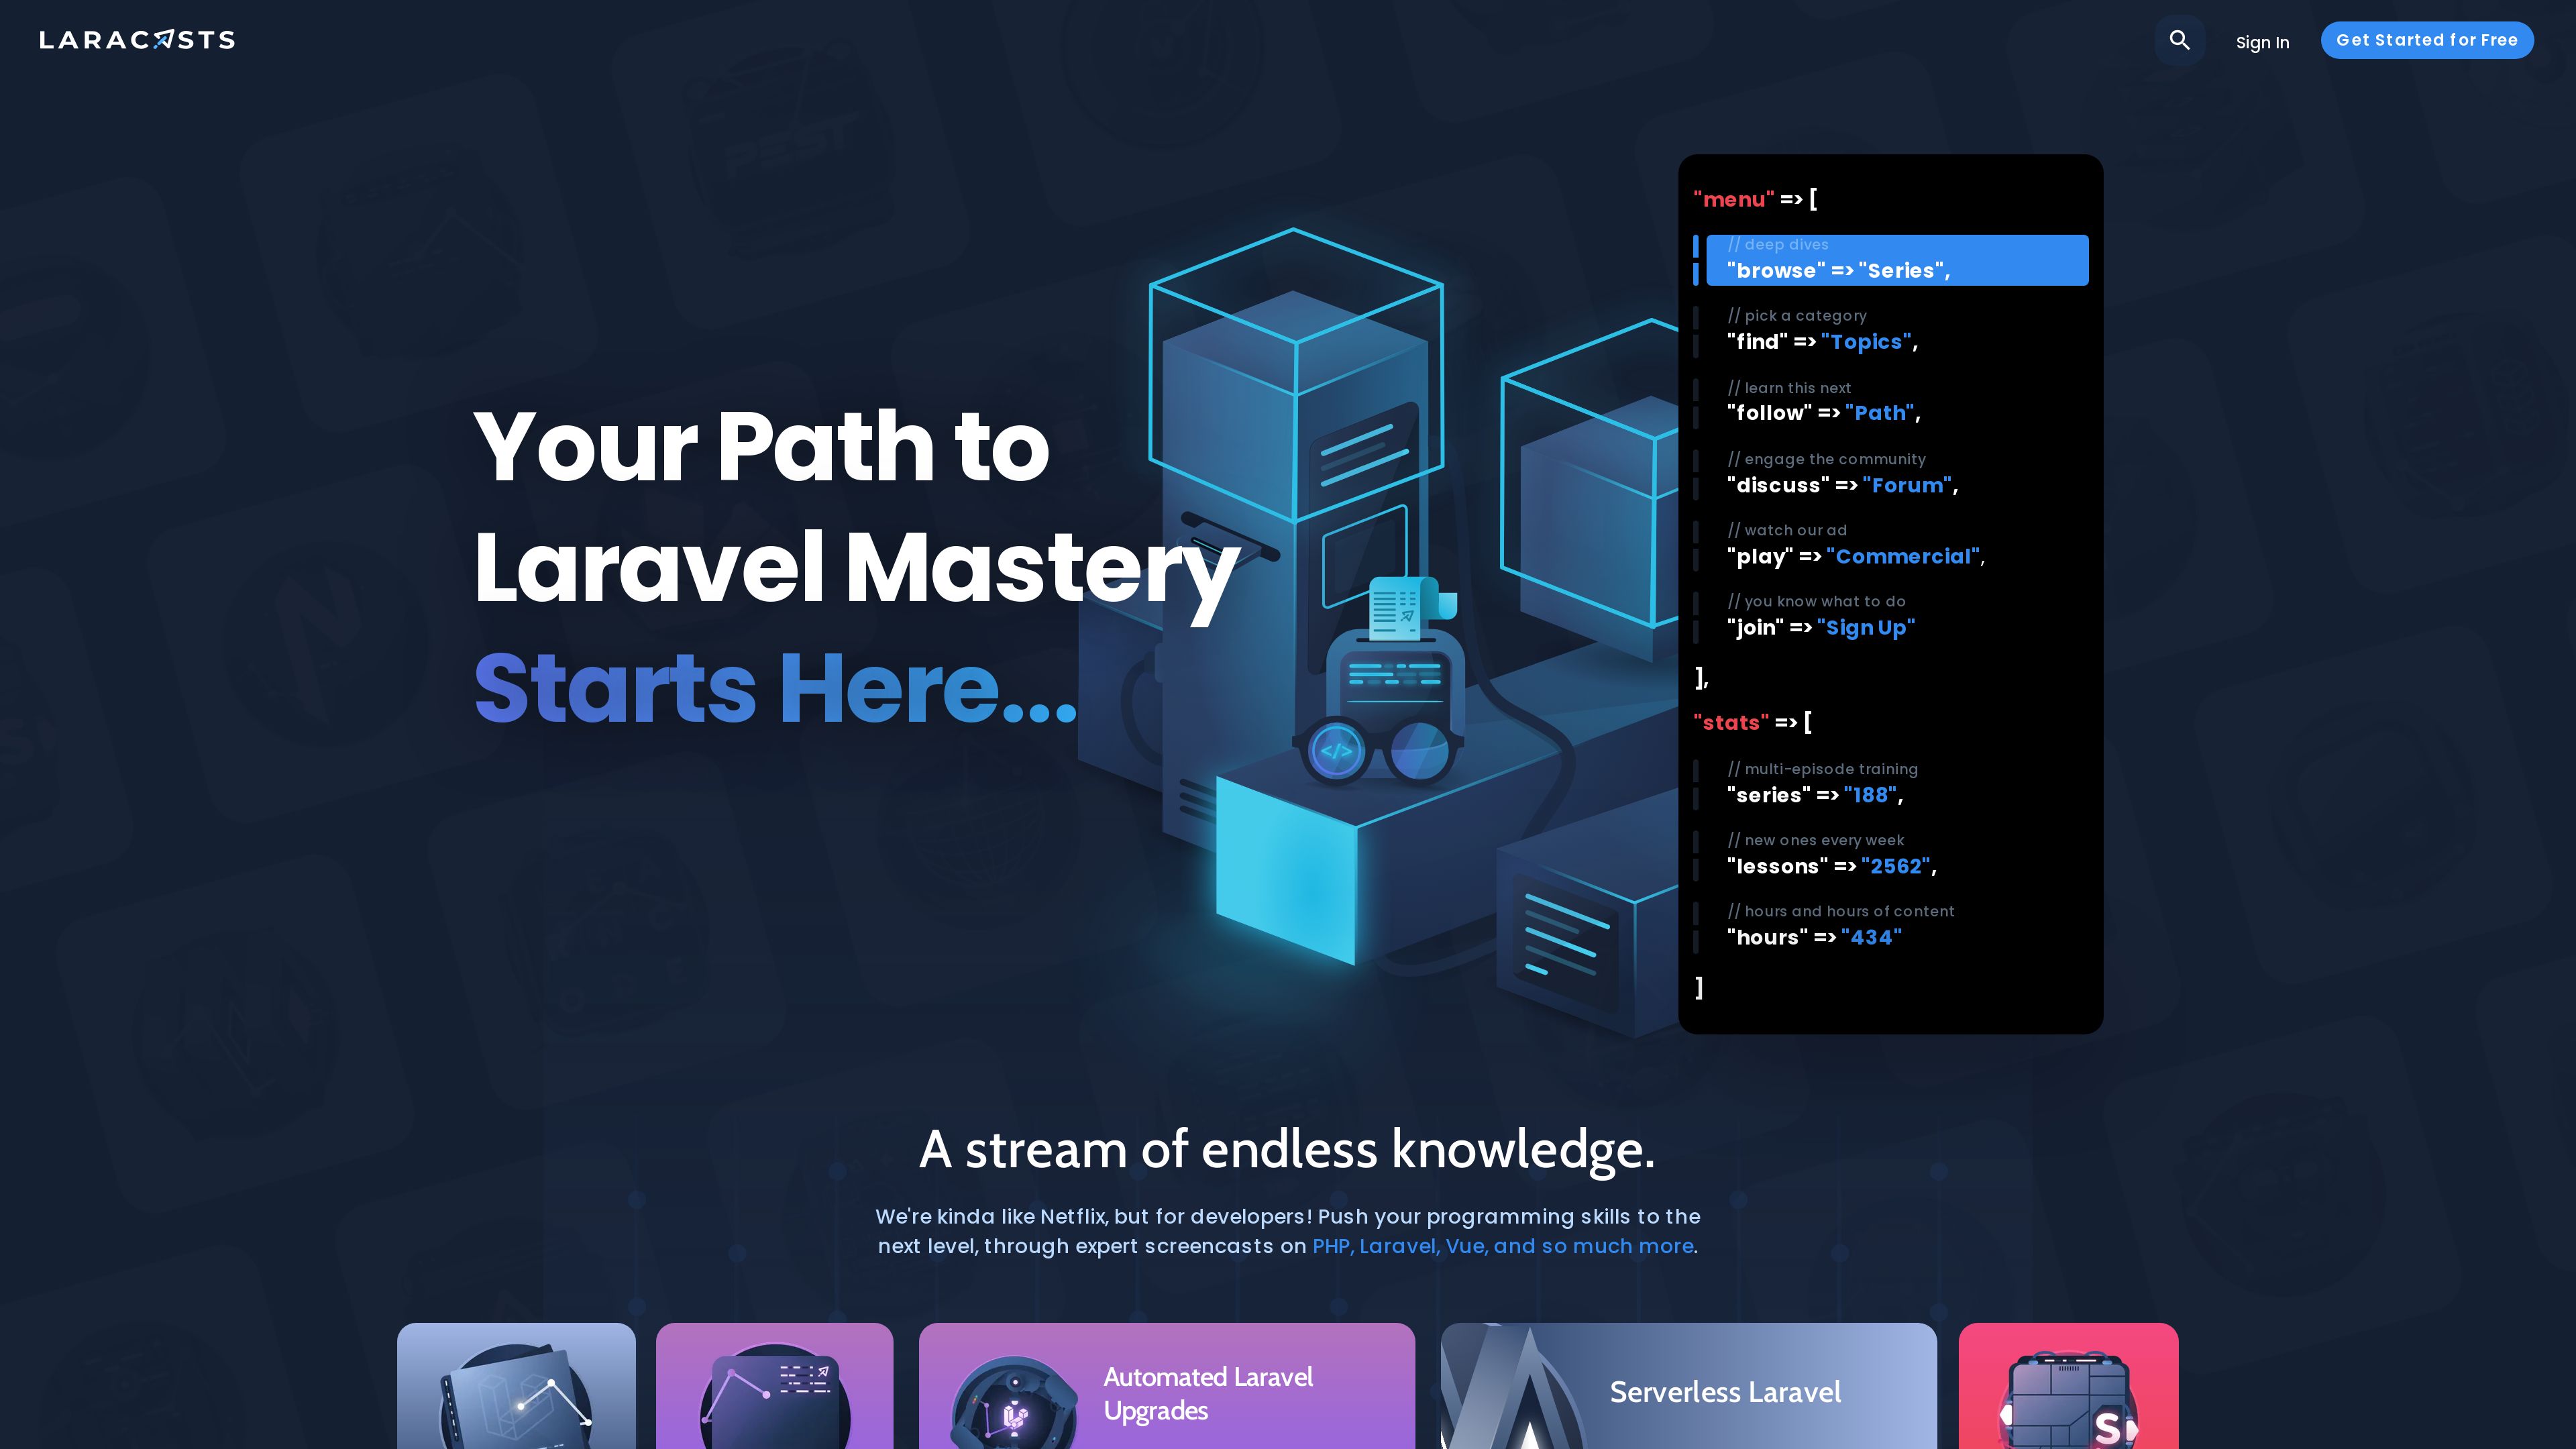 LARACASTS
Sign In
Get Started for Free
Your Path to
Laravel Mastery
Starts Here...
"menu" => [
// deep dives
"browse" => "Series",
// pick a category
"find" => "Topics",
// learn this next
"follow" => "Path",
// engage the community
"discuss" => "Forum",
// watch our ad
"play" => "Commercial",
// you know what to do
"join" => "Sign Up"
],
"stats" => [
// multi-episode training
"series" => "188",
// new ones every week
"lessons" => "2562",
// hours and hours of content
"hours" => "434"
]
</>
PEST
A stream of endless knowledge.
We're kinda like Netflix, but for developers! Push your programming skills to the
next level, through expert screencasts on PHP, Laravel, Vue, and so much more.
Automated Laravel
Upgrades
Serverless Laravel
S